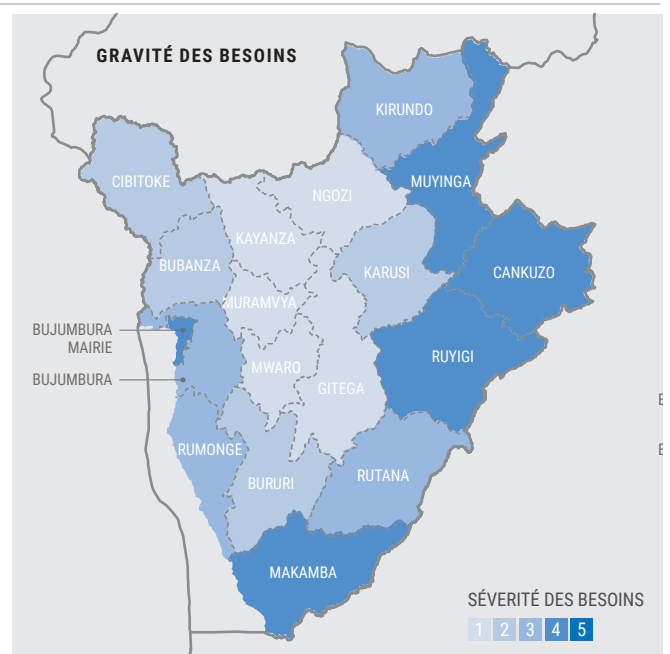 GRAVITÉ DES BESOINS
KIRUNDO
CIBITOKE
NGOZI
MUYINGA
KAYANZA
BUBANZA
KARUSI
CANKUZO
MURAMVYA
BUJUMBURA
MAIRIE
RUYIGI
MWARO
BUJUMBURA
GITEGA
RUMONGE
RUTANA
BURURI
MAKAMBA
SÉVERITÉ DES BESOINS
1 2 3 4 5